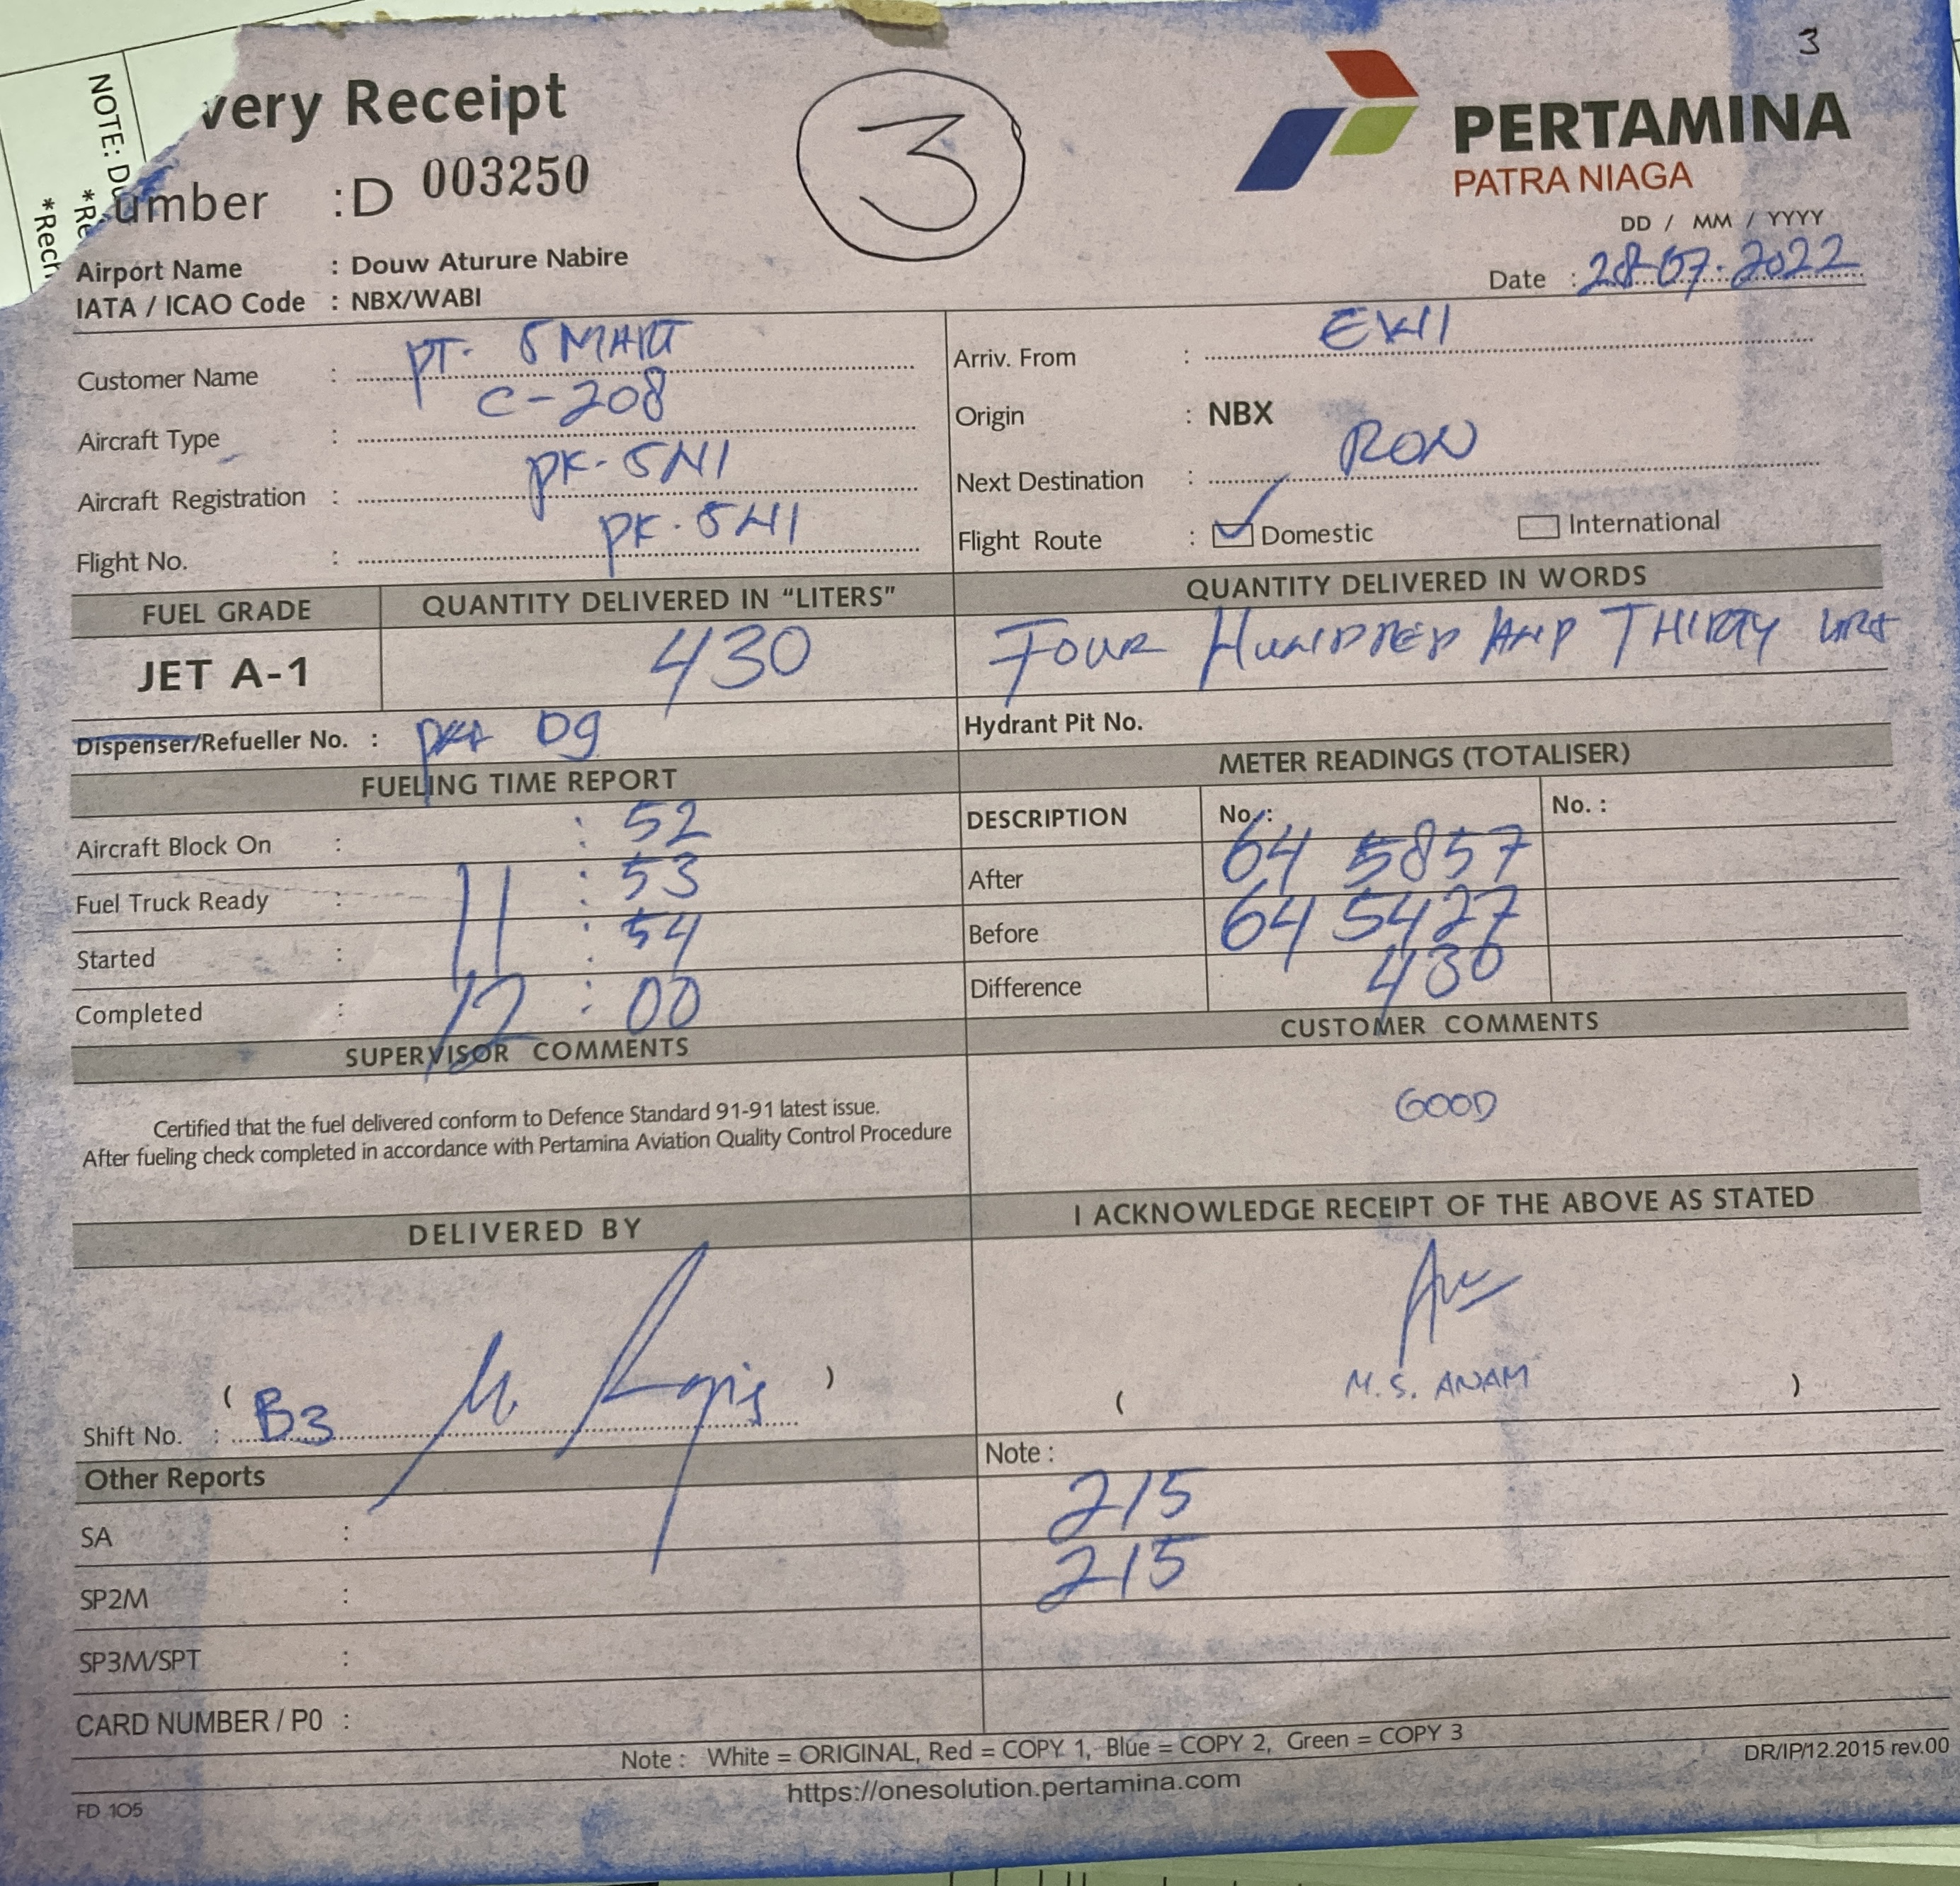 NOTE: Du
*Re
*Rech
very Receipt
3
3
PERTAMINA
PATRA NIAGA
umber : D 003250
DD / MM / YYYY
Date : 28-07-2022
Airport Name : Douw Aturure Nabire
IATA / ICAO Code : NBX/WABI
Customer Name : PT. SMART
Arriv. From :
Aircraft Type : C-208
Origin : NBX
Aircraft Registration : PK-SNI
Next Destination : RON
Flight No. : PK-SNI
Flight Route : Domestic International
FUEL GRADE QUANTITY DELIVERED IN "LITERS" QUANTITY DELIVERED IN WORDS
JET A-1 430 FOUR HUNDRED AND THIRTY
Dispenser/Refueller No. : 09 Hydrant Pit No.
FUELING TIME REPORT METER READINGS (TOTALISER)
DESCRIPTION No. : No. :
Aircraft Block On : : 52
Fuel Truck Ready : 11 : 53
After 64 5857
Started : : 54
Before 64 5427
Completed : 12 : 00
Difference 430
SUPERVISOR COMMENTS CUSTOMER COMMENTS
Certified that the fuel delivered conform to Defence Standard 91-91 latest issue.
After fueling check completed in accordance with Pertamina Aviation Quality Control Procedure
GOOD
DELIVERED BY I ACKNOWLEDGE RECEIPT OF THE ABOVE AS STATED
( )
( M.S. ANAM )
Shift No. : B3
Note :
Other Reports
215
SA :
215
SP2M :
SP3M/SPT :
CARD NUMBER / P0 :
Note : White = ORIGINAL, Red = COPY 1, Blue = COPY 2, Green = COPY 3
DR/IP/12.2015 rev.00
https://onesolution.pertamina.com
FD 105